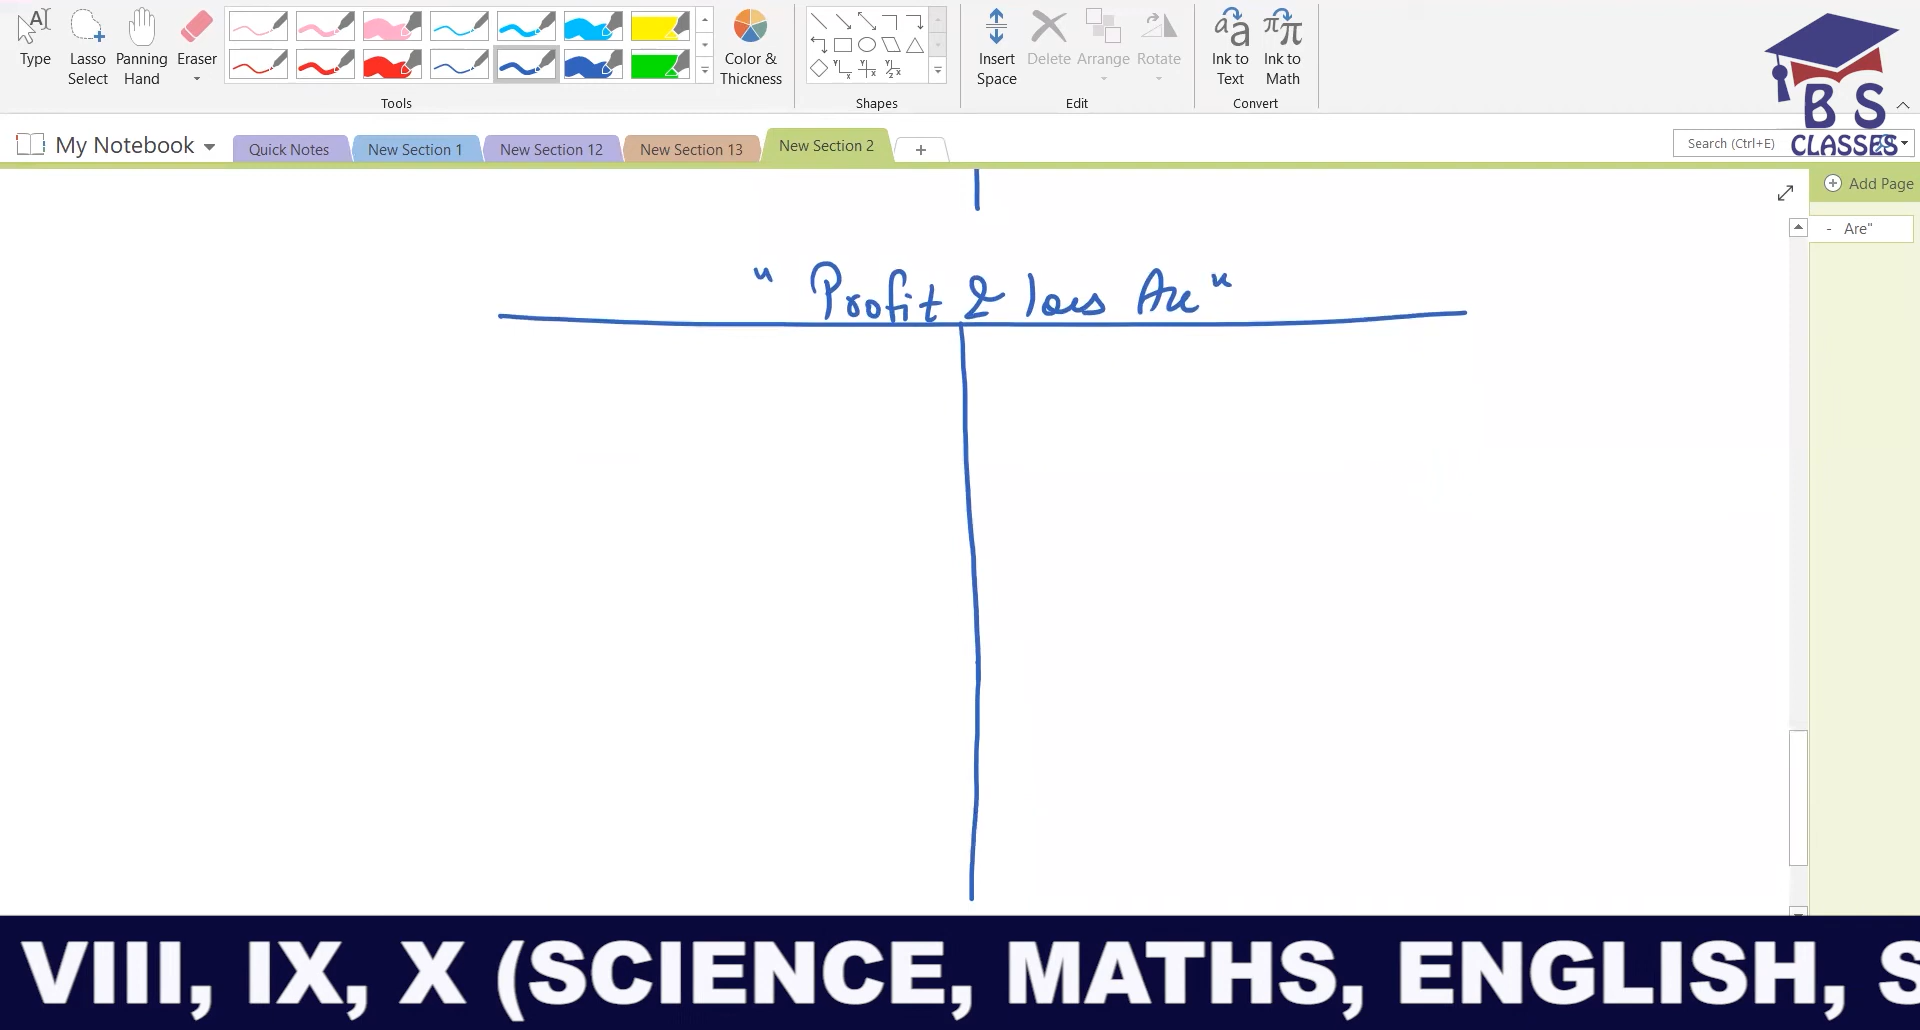 Type
Lasso Select
Panning Hand
Eraser
Color & Thickness
Insert Space
Delete
Arrange
Rotate
Ink to Text
Ink to Math
Tools
Shapes
Edit
Convert
B S
CLASSES
My Notebook
Quick Notes
New Section 1
New Section 12
New Section 13
New Section 2
Search (Ctrl+E)
Add Page
- Are"
" Profit & loss Acc "
VIII, IX, X (SCIENCE, MATHS, ENGLISH, S